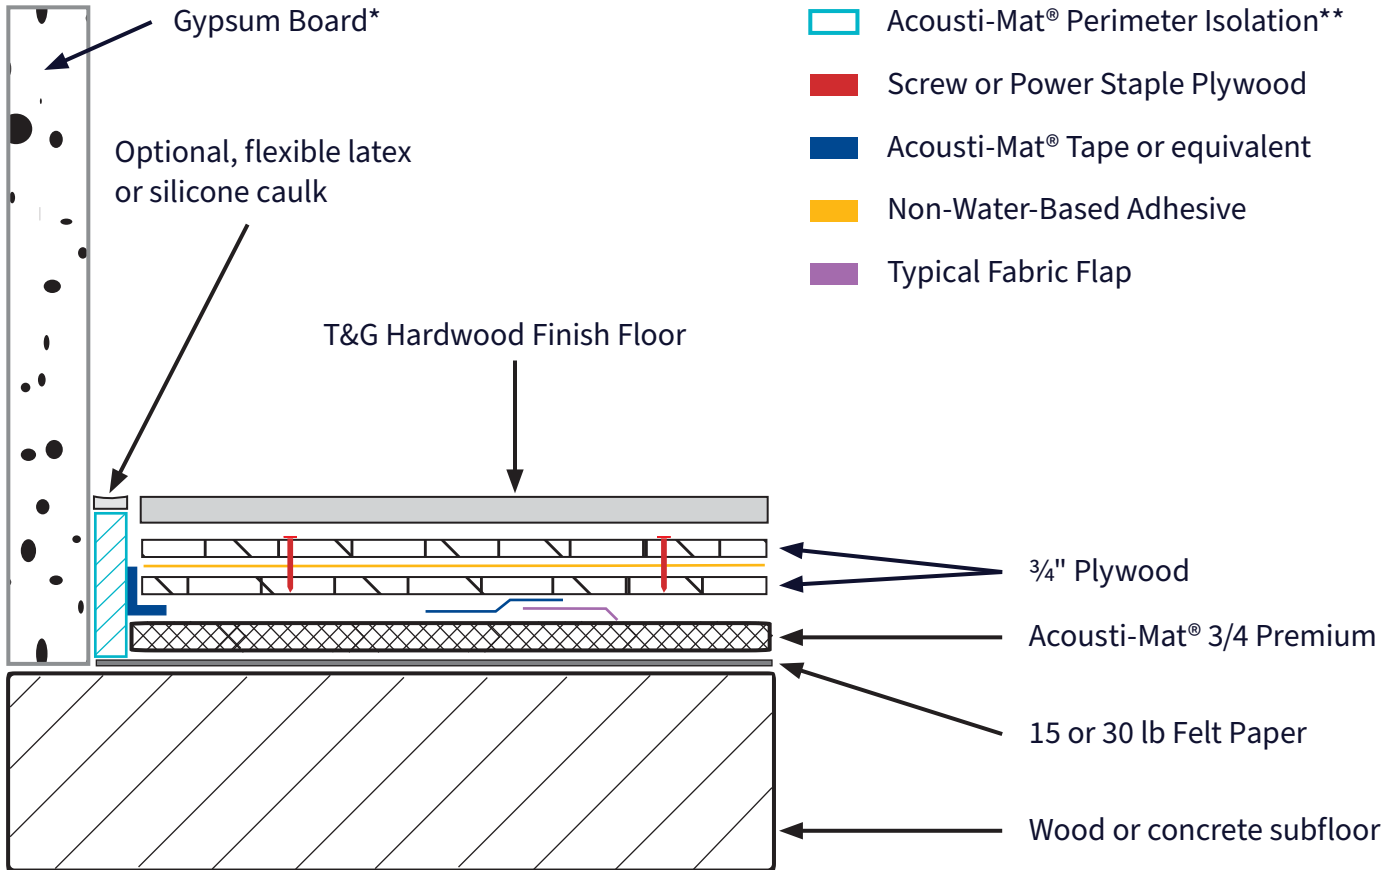 Gypsum Board*
Optional, flexible latex
or silicone caulk
T&G Hardwood Finish Floor
Acousti-Mat® Perimeter Isolation**
Screw or Power Staple Plywood
Acousti-Mat® Tape or equivalent
Non-Water-Based Adhesive
Typical Fabric Flap
¾" Plywood
Acousti-Mat® 3/4 Premium
15 or 30 lb Felt Paper
Wood or concrete subfloor